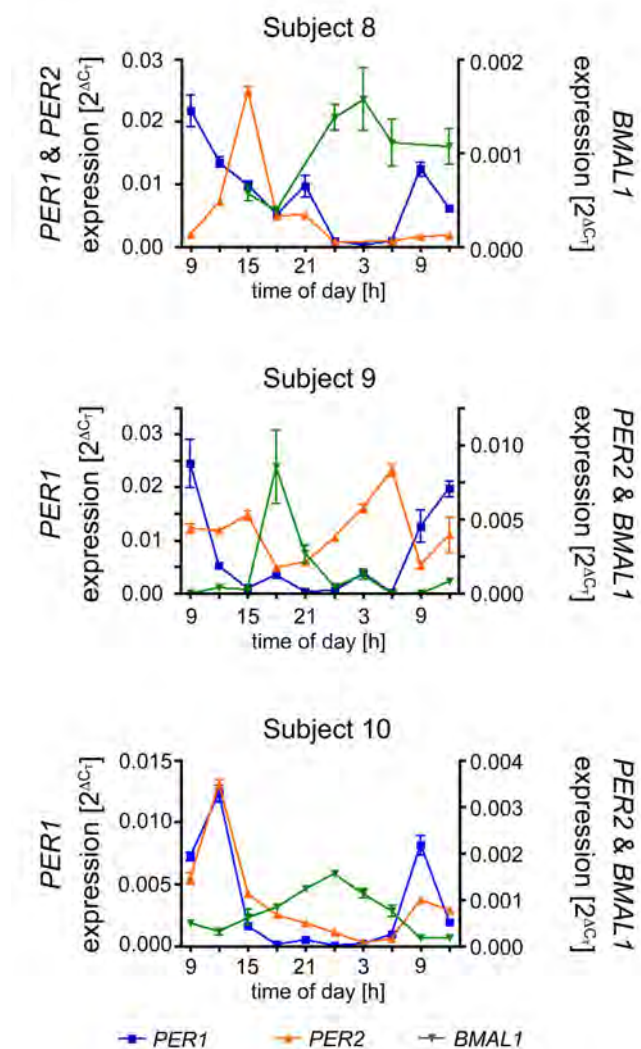 Subject 8
PER1 & PER2
expression [2^ΔCT]
0.03
0.02
0.01
0.00
0.002
0.001
0.000
BMAL1
expression [2^ΔCT]
9 15 21 3 9
time of day [h]
Subject 9
PER1
expression [2^ΔCT]
0.03
0.02
0.01
0.00
0.010
0.005
0.000
PER2 & BMAL1
expression [2^ΔCT]
9 15 21 3 9
time of day [h]
Subject 10
PER1
expression [2^ΔCT]
0.015
0.010
0.005
0.000
0.004
0.003
0.002
0.001
0.000
PER2 & BMAL1
expression [2^ΔCT]
9 15 21 3 9
time of day [h]
PER1 PER2 BMAL1